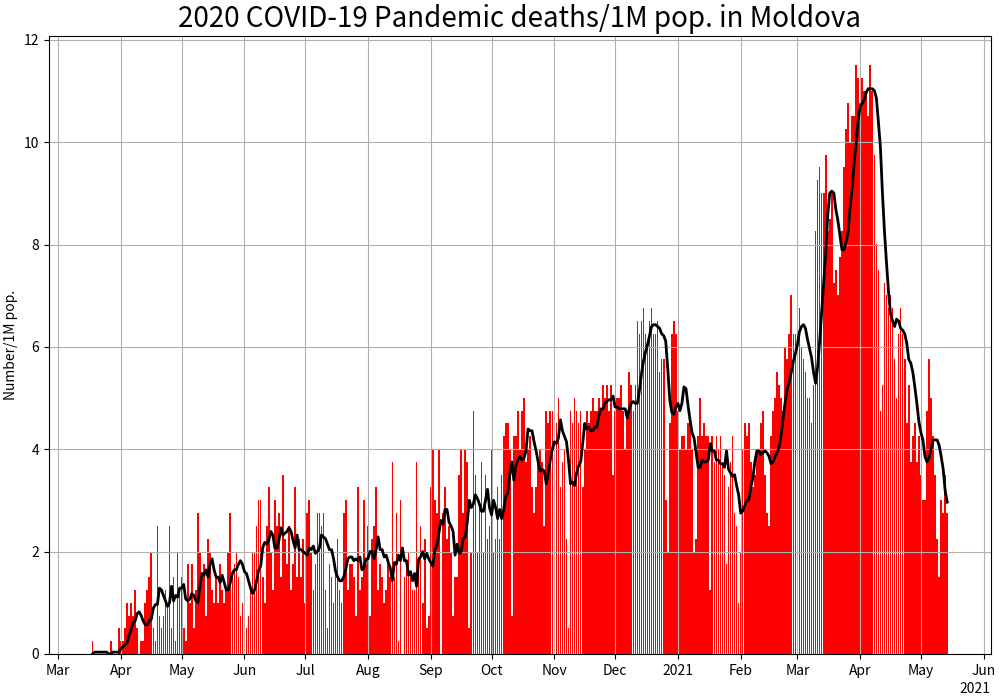 2020 COVID-19 Pandemic deaths/1M pop. in Moldova
Number/1M pop.
12
10
8
6
4
2
0
Mar Apr May Jun Jul Aug Sep Oct Nov Dec 2021 Feb Mar Apr May Jun
2021